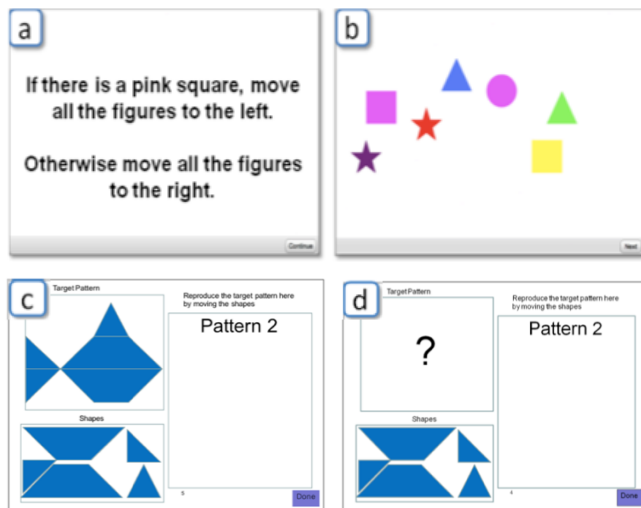 a
If there is a pink square, move
all the figures to the left.
Otherwise move all the figures
to the right.
Continue
b
Next
c
Target Pattern
Reproduce the target pattern here
by moving the shapes
Pattern 2
Shapes
5
Done
d
Target Pattern
?
Reproduce the target pattern here
by moving the shapes
Pattern 2
Shapes
4
Done